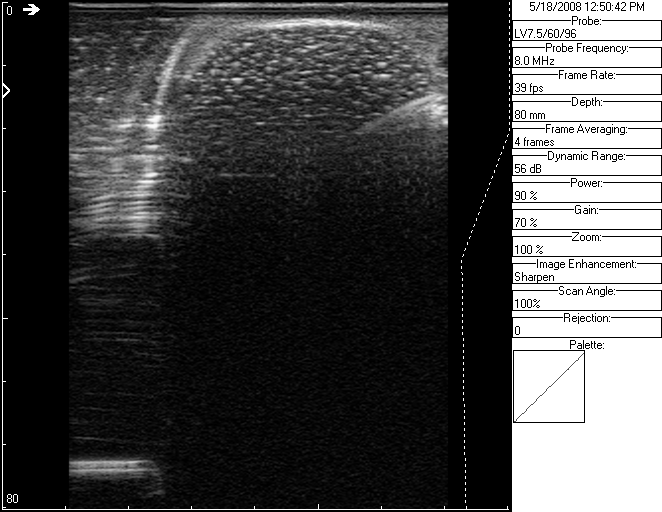 0
80
5/18/2008 12:50:42 PM
Probe:
LV7.5/60/96
Probe Frequency:
8.0 MHz
Frame Rate:
39 fps
Depth:
80 mm
Frame Averaging:
4 frames
Dynamic Range:
56 dB
Power:
90 %
Gain:
70 %
Zoom:
100 %
Image Enhancement:
Sharpen
Scan Angle:
100%
Rejection:
0
Palette: